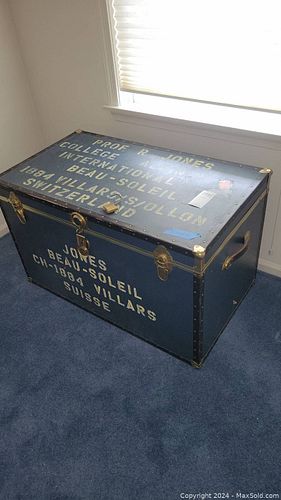 PROF R. JONES
COLLEGE
INTERNATIONAL
BEAU-SOLEIL
1884 VILLARS S/OLLON
SWITZERLAND
JONES
BEAU-SOLEIL
CH-1884 VILLARS
SUISSE
Copyright 2024 - MaxSold.com